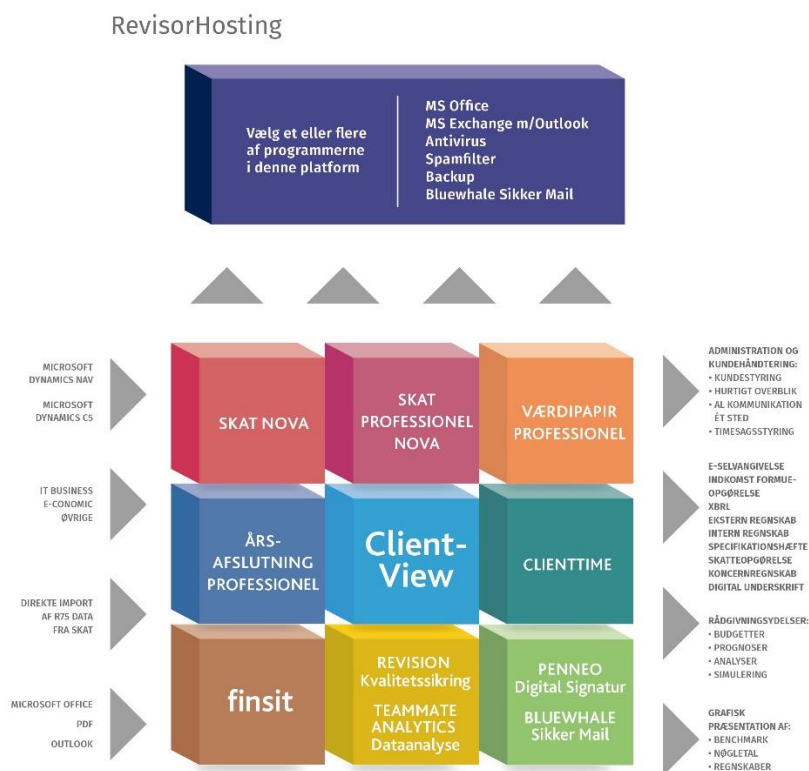 RevisorHosting
Vælg et eller flere
af programmerne
i denne platform
MS Office
MS Exchange m/Outlook
Antivirus
Spamfilter
Backup
Bluewhale Sikker Mail
MICROSOFT
DYNAMICS NAV
MICROSOFT
DYNAMICS C5
IT BUSINESS
E-CONOMIC
ØVRIGE
DIREKTE IMPORT
AF R75 DATA
FRA SKAT
MICROSOFT OFFICE
PDF
OUTLOOK
SKAT NOVA
SKAT
PROFESSIONEL
NOVA
VÆRDIPAPIR
PROFESSIONEL
ÅRS-
AFSLUTNING
PROFESSIONEL
Client-
View
CLIENTTIME
finsit
REVISION
Kvalitetssikring
TEAMMATE
ANALYTICS
Dataanalyse
PENNEO
Digital Signatur
BLUEWHALE
Sikker Mail
ADMINISTRATION OG
KUNDEHÅNDTERING:
• KUNDESTYRING
• HURTIGT OVERBLIK
• AL KOMMUNIKATION
ÉT STED
• TIMESAGSSTYRING
E-SELVANGIVELSE
INDKOMST FORMUE-
OPGØRELSE
XBRL
EKSTERN REGNSKAB
INTERN REGNSKAB
SPECIFIKATIONSHÆFTE
SKATTEOPGØRELSE
KONCERNREGNSKAB
DIGITAL UNDERSKRIFT
RÅDGIVNINGSYDELSER:
• BUDGETTER
• PROGNOSER
• ANALYSER
• SIMULERING
GRAFISK
PRÆSENTATION AF:
• BENCHMARK
• NØGLETAL
• REGNSKABER